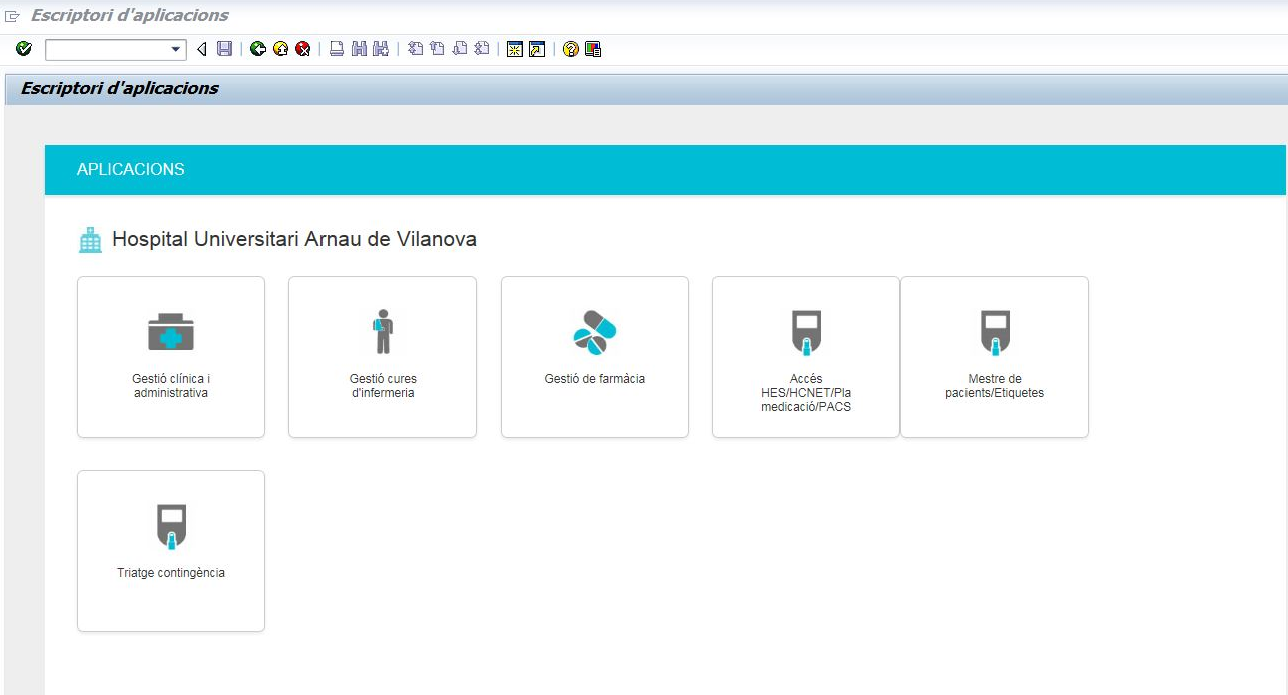 Escriptori d'aplicacions
Escriptori d'aplicacions
APLICACIONS
Hospital Universitari Arnau de Vilanova
Gestió clínica i
administrativa
Gestió cures
d'infermeria
Gestió de farmàcia
Accés
HES/HCNET/Pla
medicació/PACS
Mestre de
pacients/Etiquetes
Triatge contingència